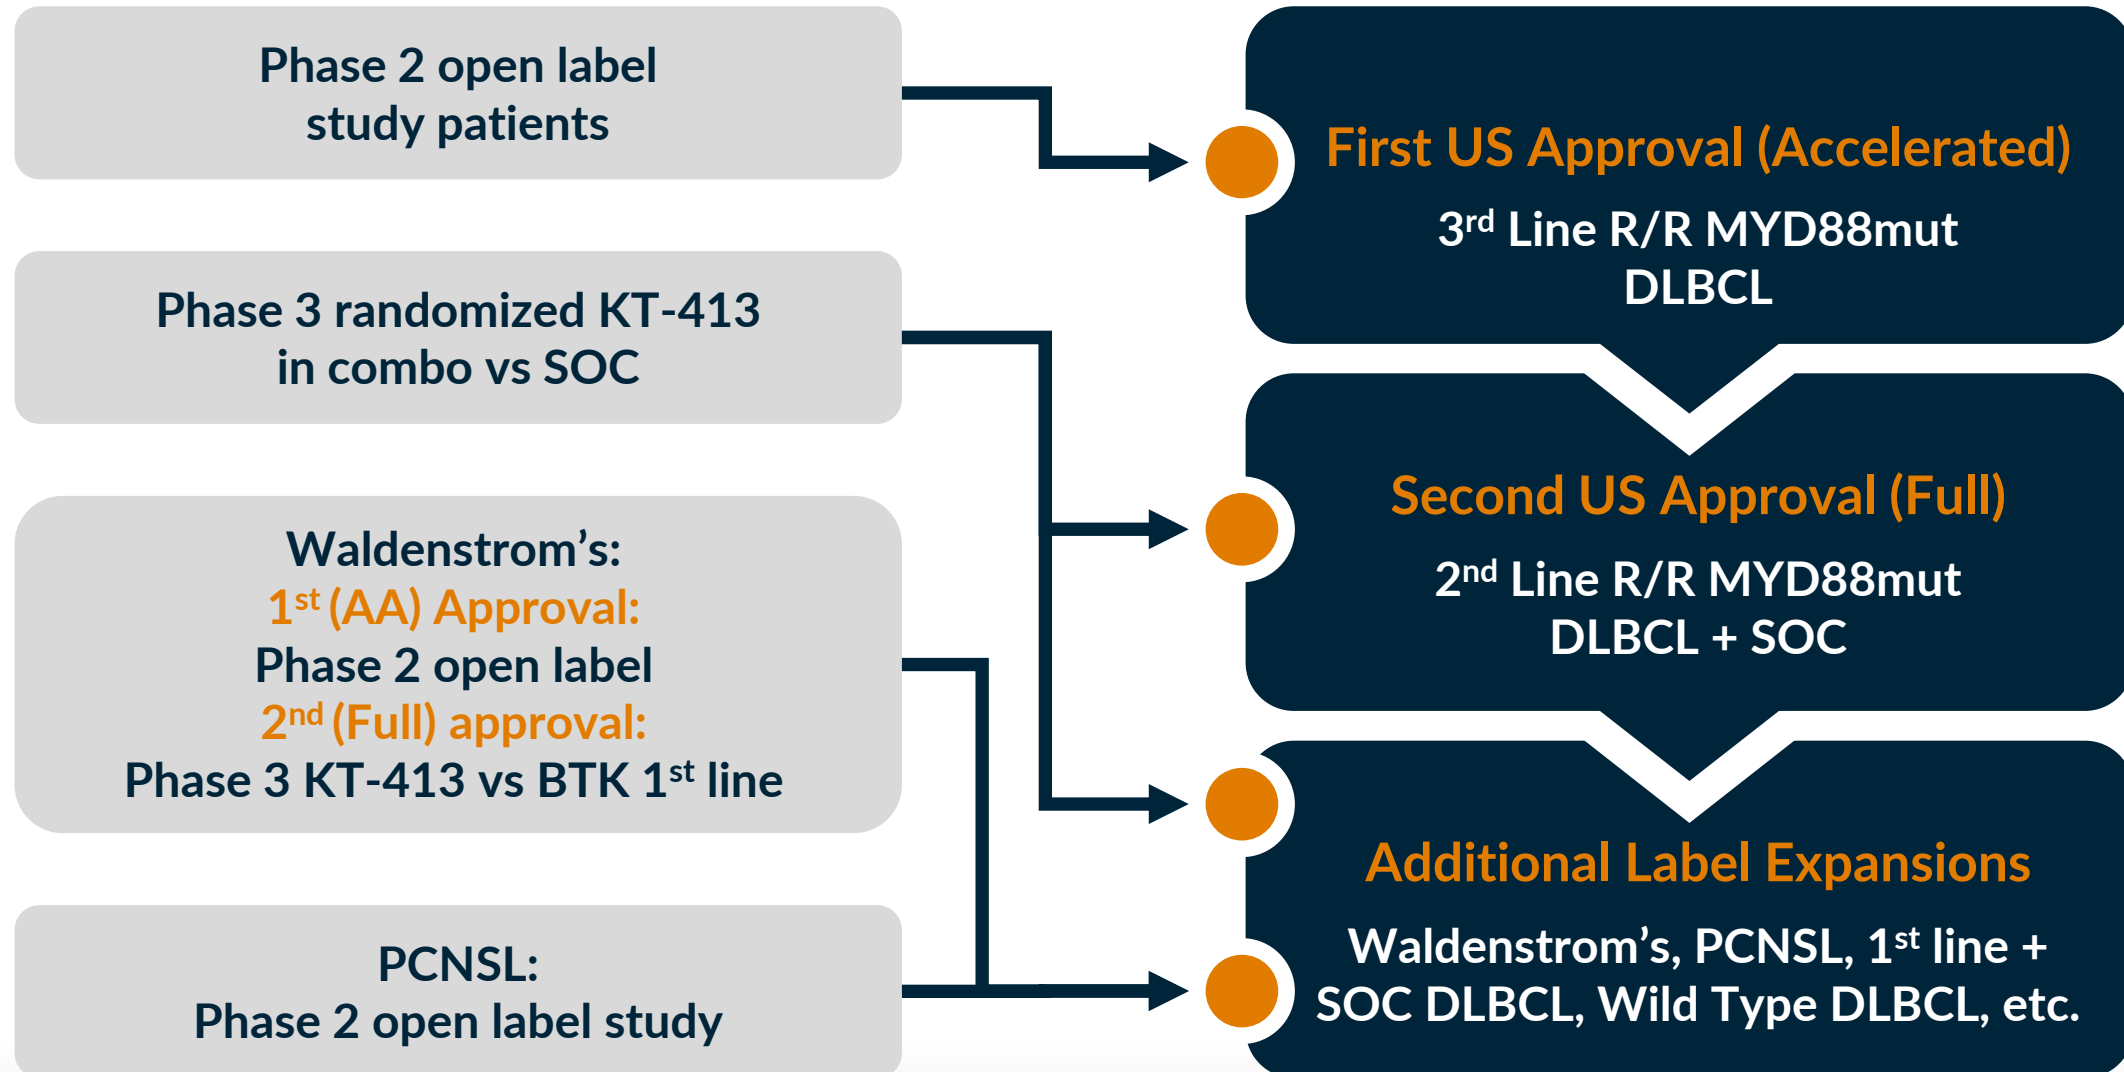 Phase 2 open label
study patients
Phase 3 randomized KT-413
in combo vs SOC
Waldenstrom’s:
1st (AA) Approval:
Phase 2 open label
2nd (Full) approval:
Phase 3 KT-413 vs BTK 1st line
PCNSL:
Phase 2 open label study
First US Approval (Accelerated)
3rd Line R/R MYD88mut
DLBCL
Second US Approval (Full)
2nd Line R/R MYD88mut
DLBCL + SOC
Additional Label Expansions
Waldenstrom’s, PCNSL, 1st line +
SOC DLBCL, Wild Type DLBCL, etc.